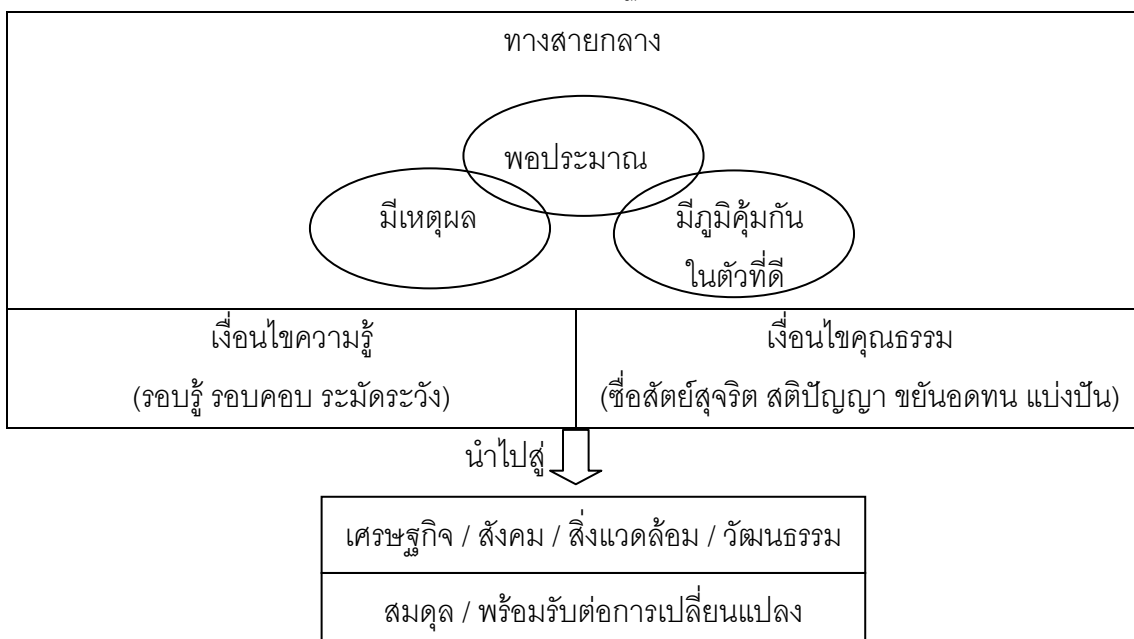 ทางสายกลาง
พอประมาณ
มีเหตุผล
มีภูมิคุ้มกัน
ในตัวที่ดี
เงื่อนไขความรู้
(รอบรู้ รอบคอบ ระมัดระวัง)
เงื่อนไขคุณธรรม
(ซื่อสัตย์สุจริต สติปัญญา ขยันอดทน แบ่งปัน)
นำไปสู่
เศรษฐกิจ / สังคม / สิ่งแวดล้อม / วัฒนธรรม
สมดุล / พร้อมรับต่อการเปลี่ยนแปลง